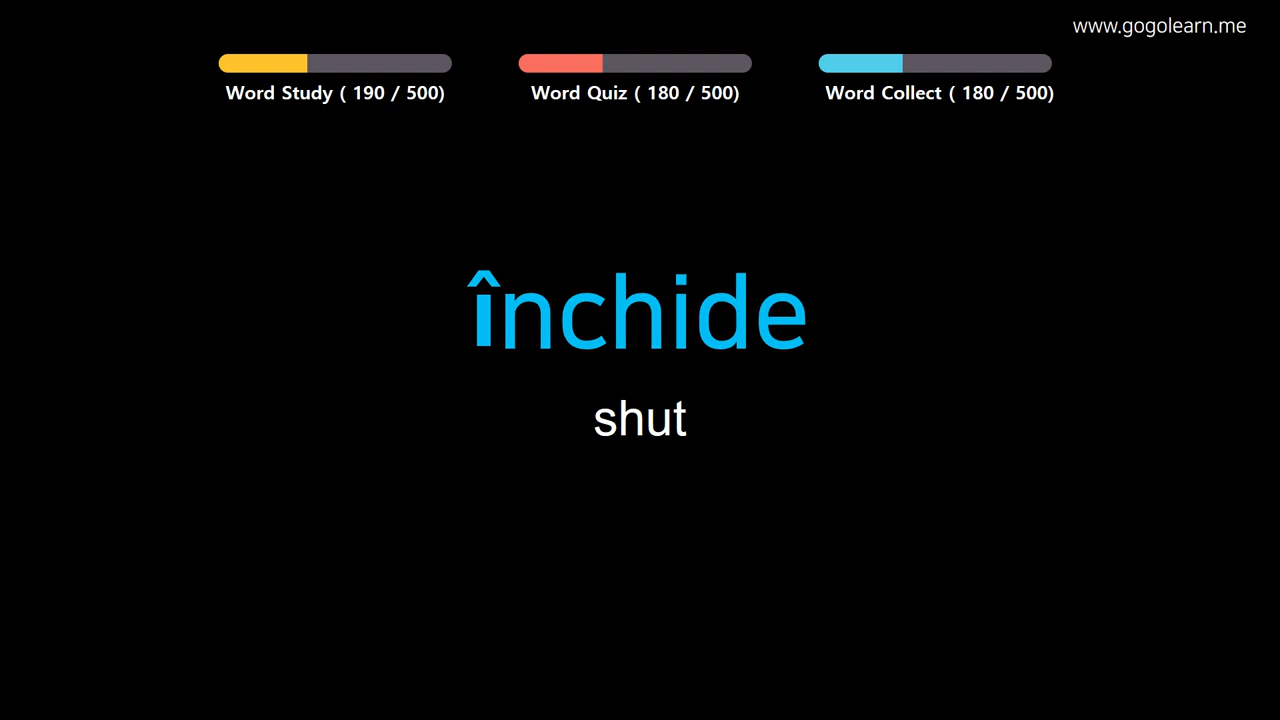 www.gogolearn.me
Word Study ( 190 / 500)
Word Quiz ( 180 / 500)
Word Collect ( 180 / 500)
închide
shut